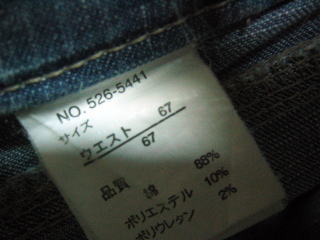 NO. 526-5441
サイズ
ウエスト 67
67
品質
綿 88%
ポリエステル 10%
ポリウレタン 2%